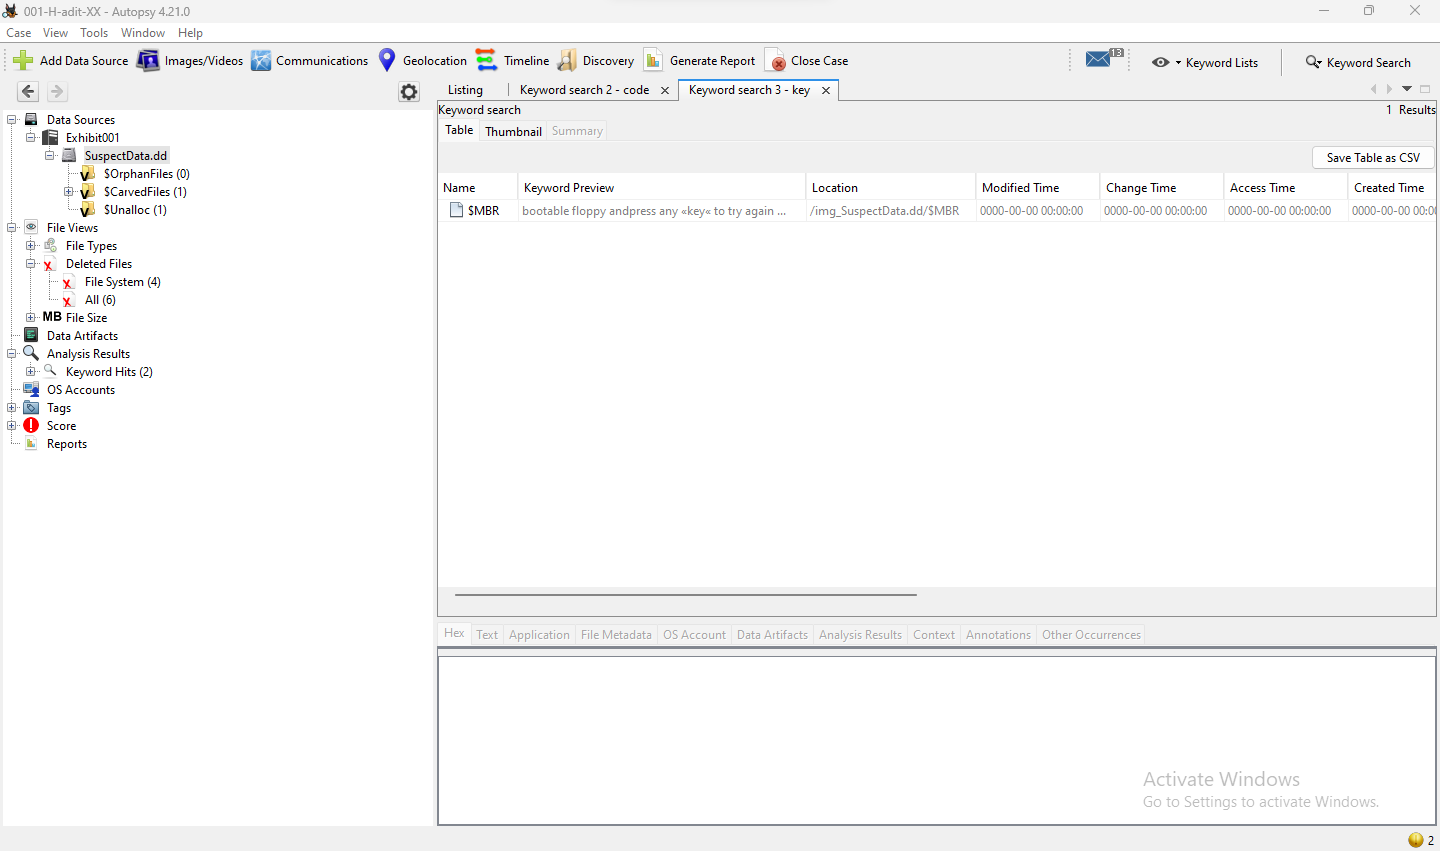 001-H-adit-XX - Autopsy 4.21.0
Case View Tools Window Help
Add Data Source Images/Videos Communications Geolocation Timeline Discovery Generate Report Close Case 13 Keyword Lists Keyword Search
Listing Keyword search 2 - code Keyword search 3 - key
Keyword search 1 Results
Table Thumbnail Summary
Save Table as CSV
Name Keyword Preview Location Modified Time Change Time Access Time Created Time
$MBR bootable floppy andpress any «key« to try again ... /img_SuspectData.dd/$MBR 0000-00-00 00:00:00 0000-00-00 00:00:00 0000-00-00 00:00:00 0000-00-00 00:00:0
Data Sources
Exhibit001
SuspectData.dd
$OrphanFiles (0)
$CarvedFiles (1)
$Unalloc (1)
File Views
File Types
Deleted Files
File System (4)
All (6)
MB File Size
Data Artifacts
Analysis Results
Keyword Hits (2)
OS Accounts
Tags
Score
Reports
Hex Text Application File Metadata OS Account Data Artifacts Analysis Results Context Annotations Other Occurrences
Activate Windows
Go to Settings to activate Windows.
2